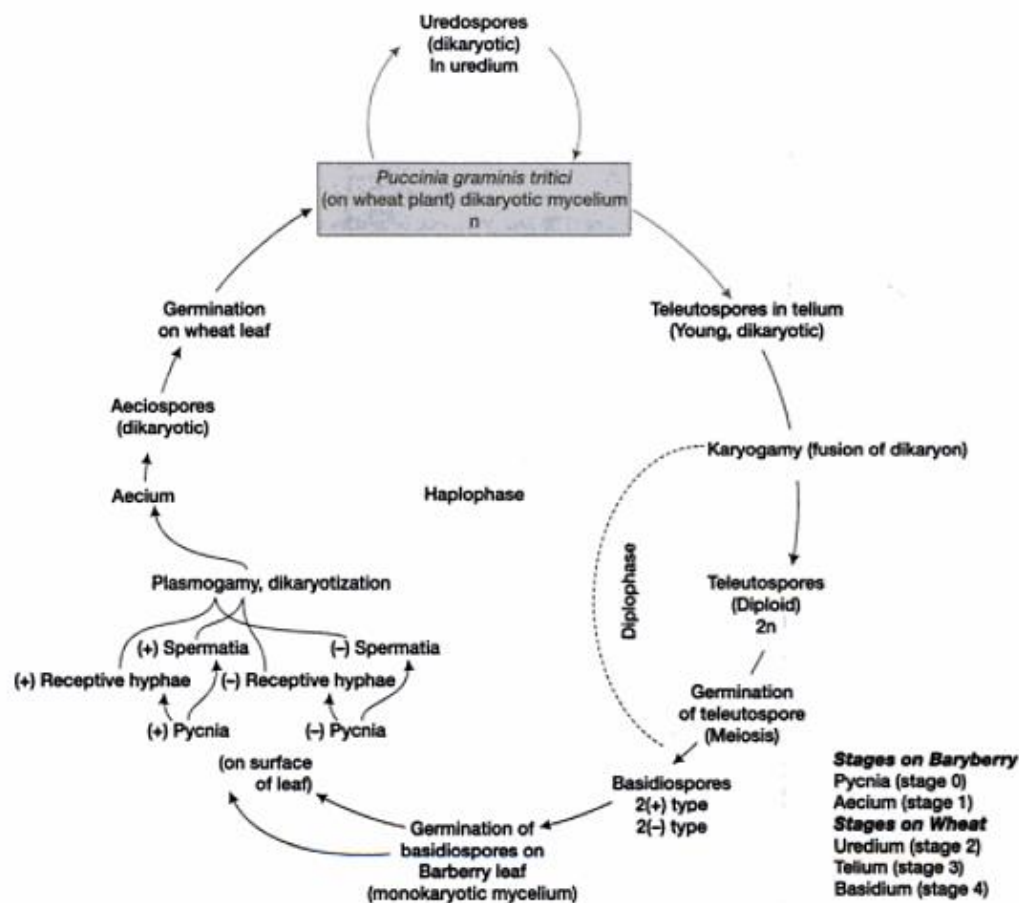 Uredospores
(dikaryotic)
In uredium
Puccinia graminis tritici
(on wheat plant) dikaryotic mycelium
n
Germination
on wheat leaf
Teleutospores in telium
(Young, dikaryotic)
Aeciospores
(dikaryotic)
Karyogamy (fusion of dikaryon)
Aecium
Haplophase
Diplophase
Plasmogamy, dikaryotization
Teleutospores
(Diploid)
2n
(+) Spermatia
(–) Spermatia
(+) Receptive hyphae
(–) Receptive hyphae
(+) Pycnia
(–) Pycnia
(on surface
of leaf)
Germination
of teleutospore
(Meiosis)
Basidiospores
2(+) type
2(–) type
Germination of
basidiospores on
Barberry leaf
(monokaryotic mycelium)
Stages on Baryberry
Pycnia (stage 0)
Aecium (stage 1)
Stages on Wheat
Uredium (stage 2)
Telium (stage 3)
Basidium (stage 4)